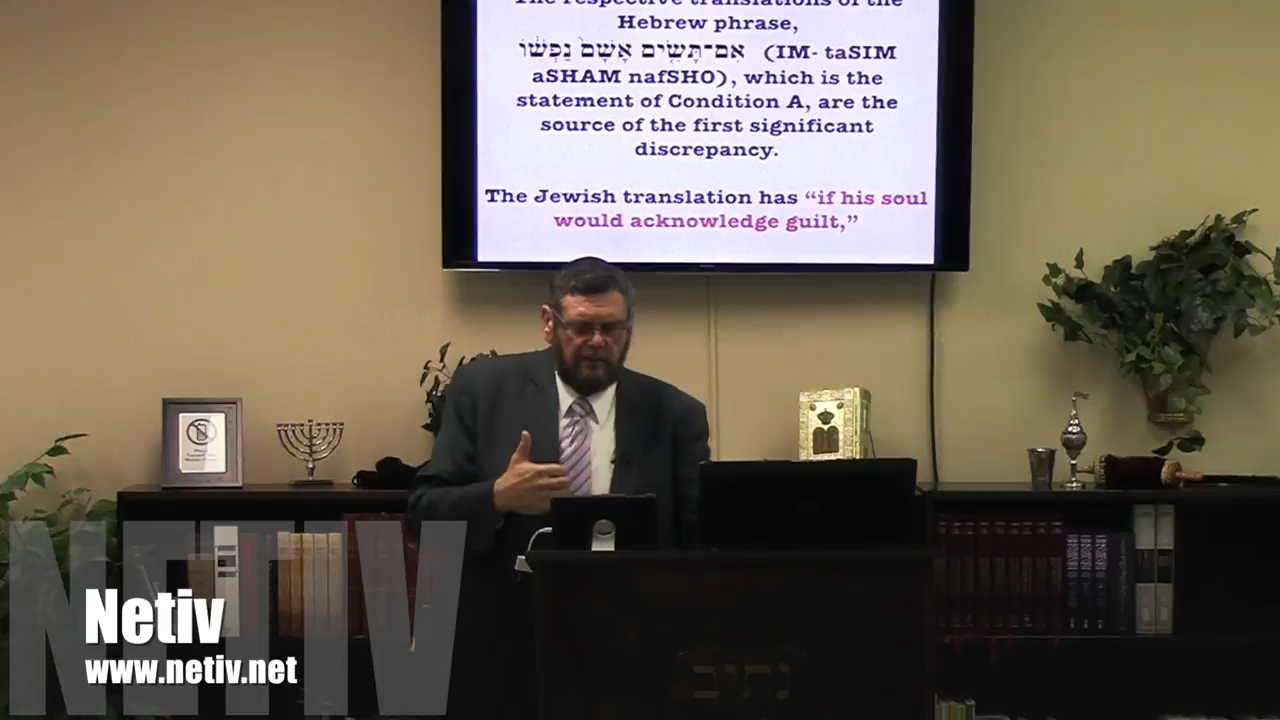 The respective translations of the
Hebrew phrase,
אִם־תָּשִׂים אָשָׁם נַפְשׁוֹ (IM- taSIM
aSHAM nafSHO), which is the
statement of Condition A, are the
source of the first significant
discrepancy.
The Jewish translation has “if his soul
would acknowledge guilt,”
NETIV
Netiv
www.netiv.net
נתיב